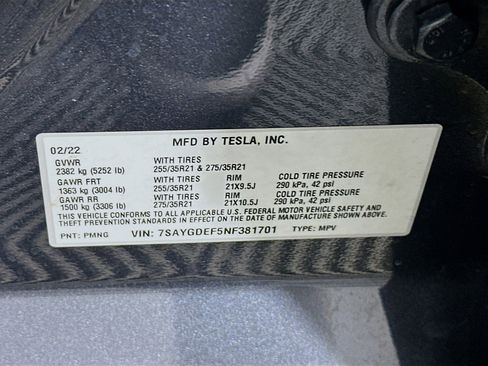 MFD BY TESLA, INC.
02/22
GVWR WITH TIRES
2382 kg (5252 lb) 255/35R21 & 275/35R21
GAWR FRT WITH TIRES RIM COLD TIRE PRESSURE
1363 kg (3004 lb) 255/35R21 21X9.5J 290 kPa, 42 psi
GAWR RR WITH TIRES RIM COLD TIRE PRESSURE
1500 kg (3306 lb) 275/35R21 21X10.5J 290 kPa, 42 psi
THIS VEHICLE CONFORMS TO ALL APPLICABLE U.S. FEDERAL MOTOR VEHICLE SAFETY AND
THEFT PREVENTION STANDARDS IN EFFECT ON THE DATE OF MANUFACTURE SHOWN ABOVE.
PNT: PMNG VIN: 7SAYGDEF5NF381701 TYPE: MPV